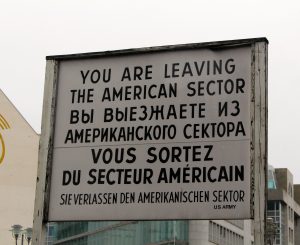 YOU ARE LEAVING
THE AMERICAN SECTOR
ВЫ ВЫЕЗЖАЕТЕ ИЗ
АМЕРИКАНСКОГО СЕКТОРА
VOUS SORTEZ
DU SECTEUR AMÉRICAIN
SIE VERLASSEN DEN AMERIKANISCHEN SEKTOR
US ARMY